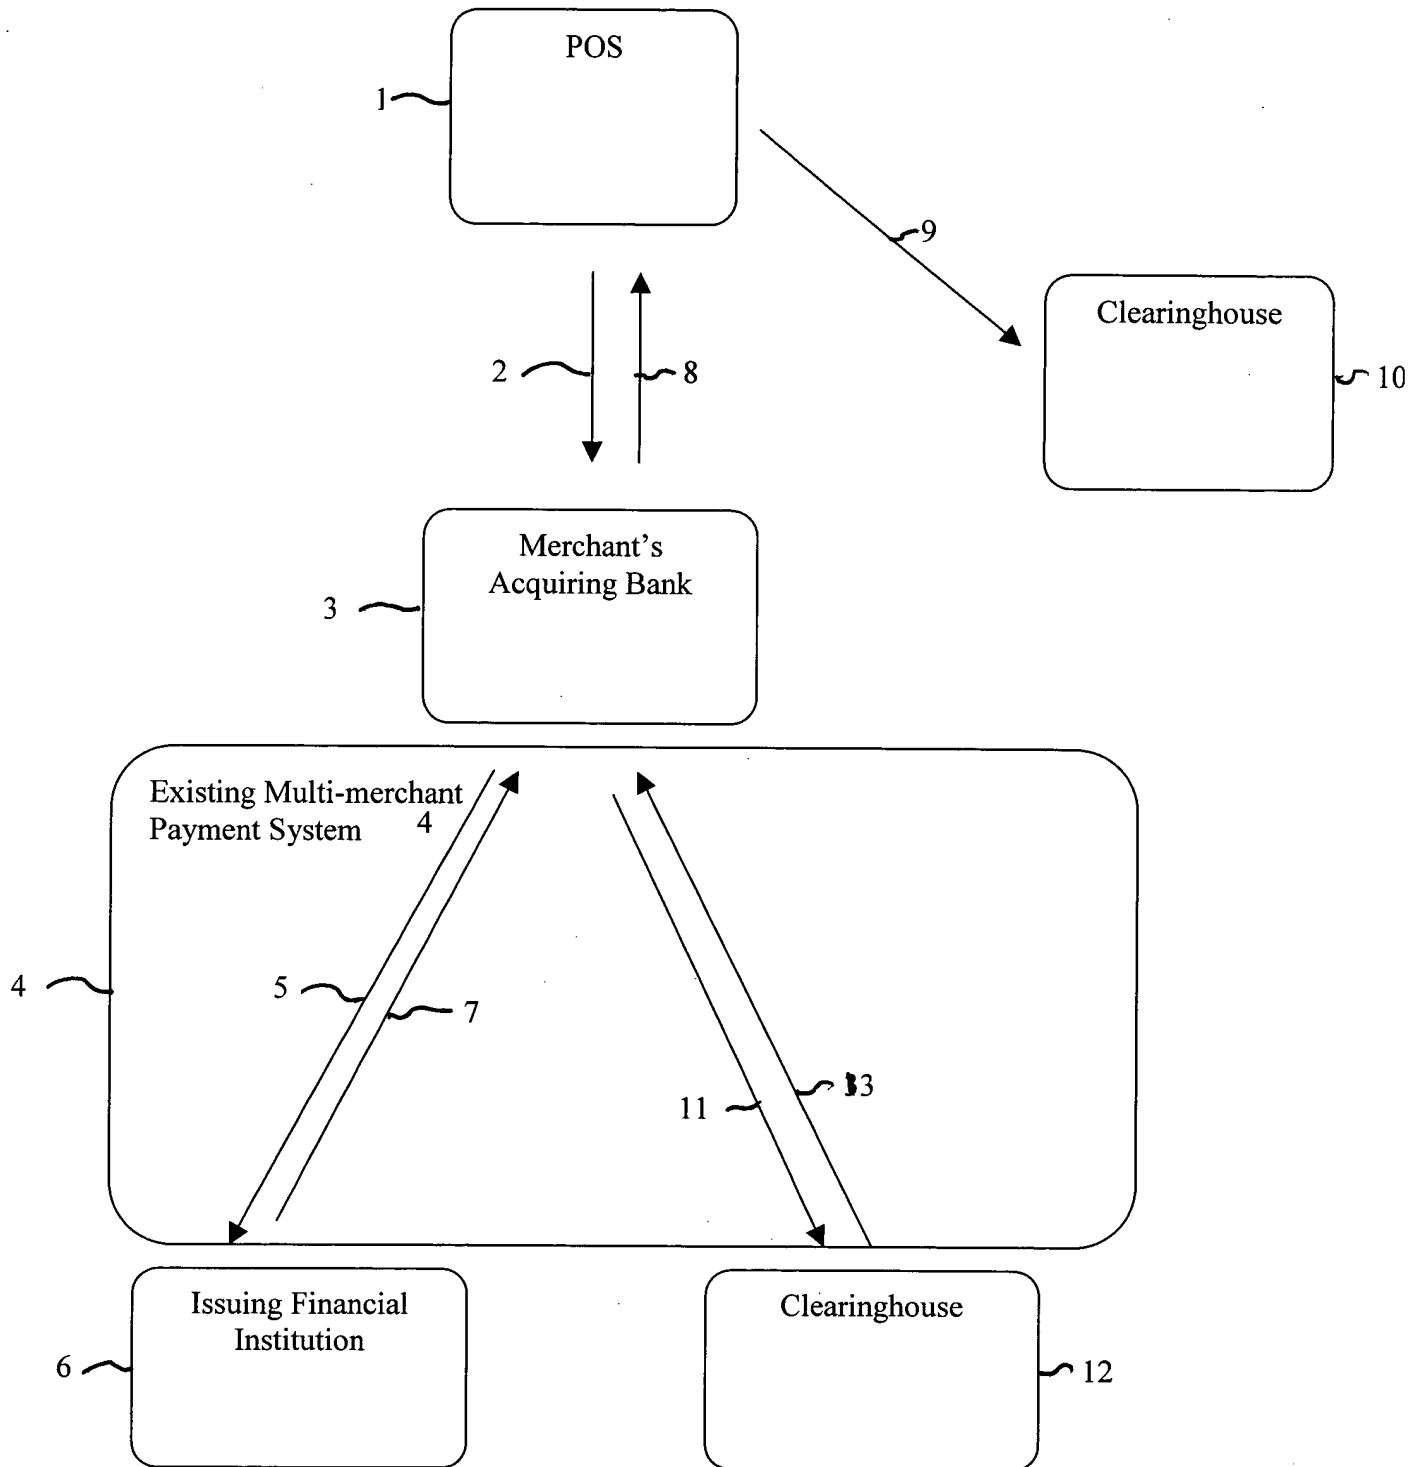 POS
1
9
Clearinghouse
2
8
10
Merchant's
Acquiring Bank
3
Existing Multi-merchant
Payment System 4
4
5
7
11
13
Issuing Financial
Institution
Clearinghouse
6
12